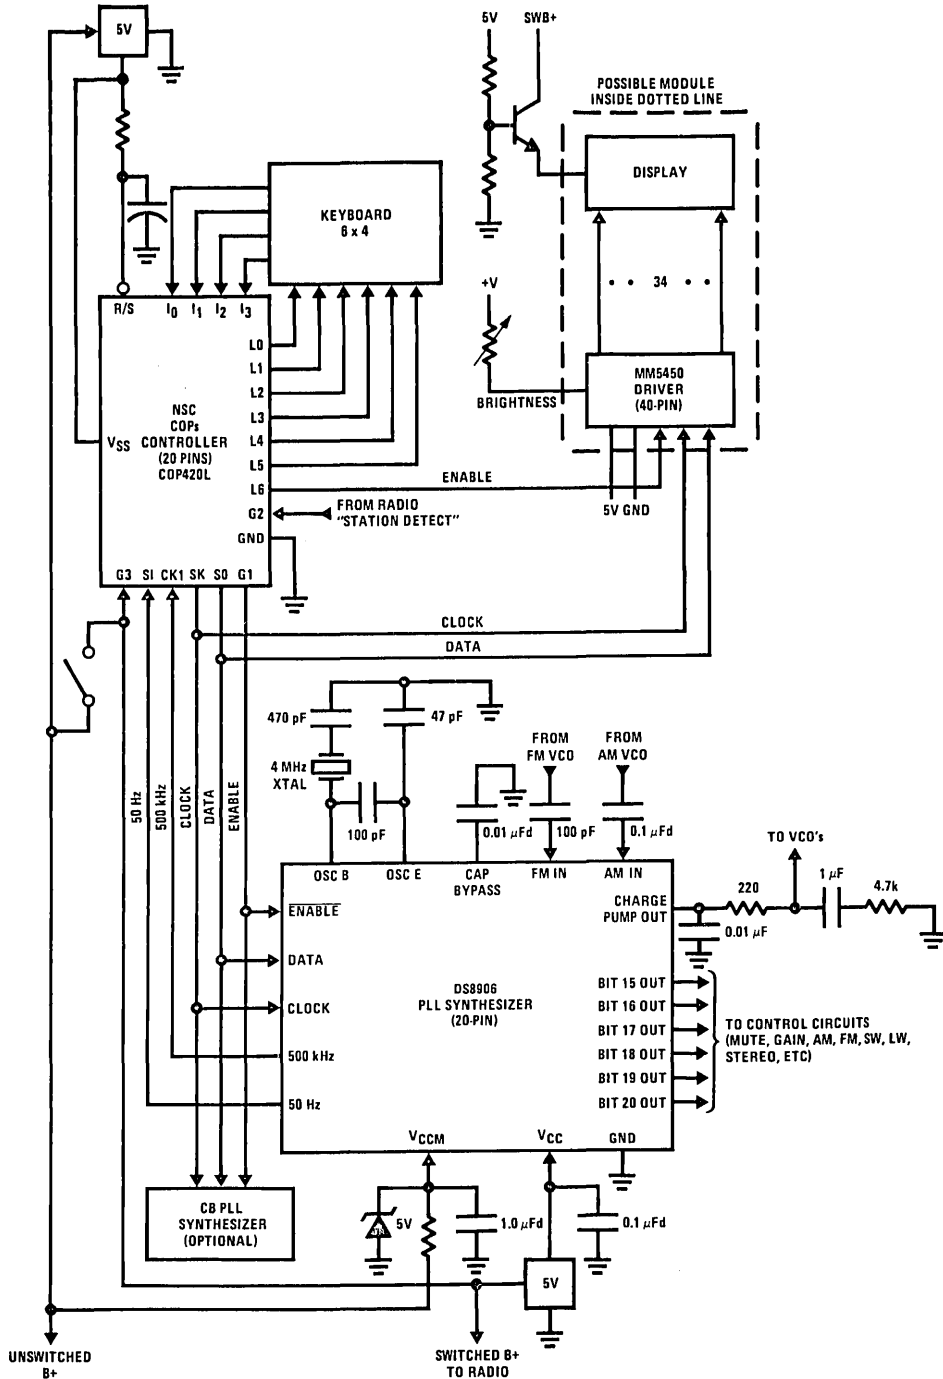 5V
5V
SWB+
POSSIBLE MODULE
INSIDE DOTTED LINE
DISPLAY
KEYBOARD
6 x 4
• • 34 • •
+V
R/S
I0
I1
I2
I3
L0
L1
L2
L3
L4
L5
L6
G2
GND
NSC
COPs
CONTROLLER
(20 PINS)
COP420L
VSS
MM5450
DRIVER
(40-PIN)
BRIGHTNESS
ENABLE
5V GND
FROM RADIO
"STATION DETECT"
G3
SI
CK1
SK
S0
G1
CLOCK
DATA
470 pF
47 pF
4 MHz
XTAL
100 pF
FROM
FM VCO
FROM
AM VCO
0.01 μFd
100 pF
0.1 μFd
50 Hz
500 kHz
CLOCK
DATA
ENABLE
OSC B
OSC E
CAP
BYPASS
FM IN
AM IN
TO VCO's
CHARGE
PUMP OUT
220
1 μF
4.7k
0.01 μF
ENABLE
DATA
CLOCK
500 kHz
50 Hz
DS8906
PLL SYNTHESIZER
(20-PIN)
BIT 15 OUT
BIT 16 OUT
BIT 17 OUT
BIT 18 OUT
BIT 19 OUT
BIT 20 OUT
TO CONTROL CIRCUITS
(MUTE, GAIN, AM, FM, SW, LW,
STEREO, ETC)
VCCM
VCC
GND
CB PLL
SYNTHESIZER
(OPTIONAL)
5V
1.0 μFd
0.1 μFd
5V
UNSWITCHED
B+
SWITCHED B+
TO RADIO